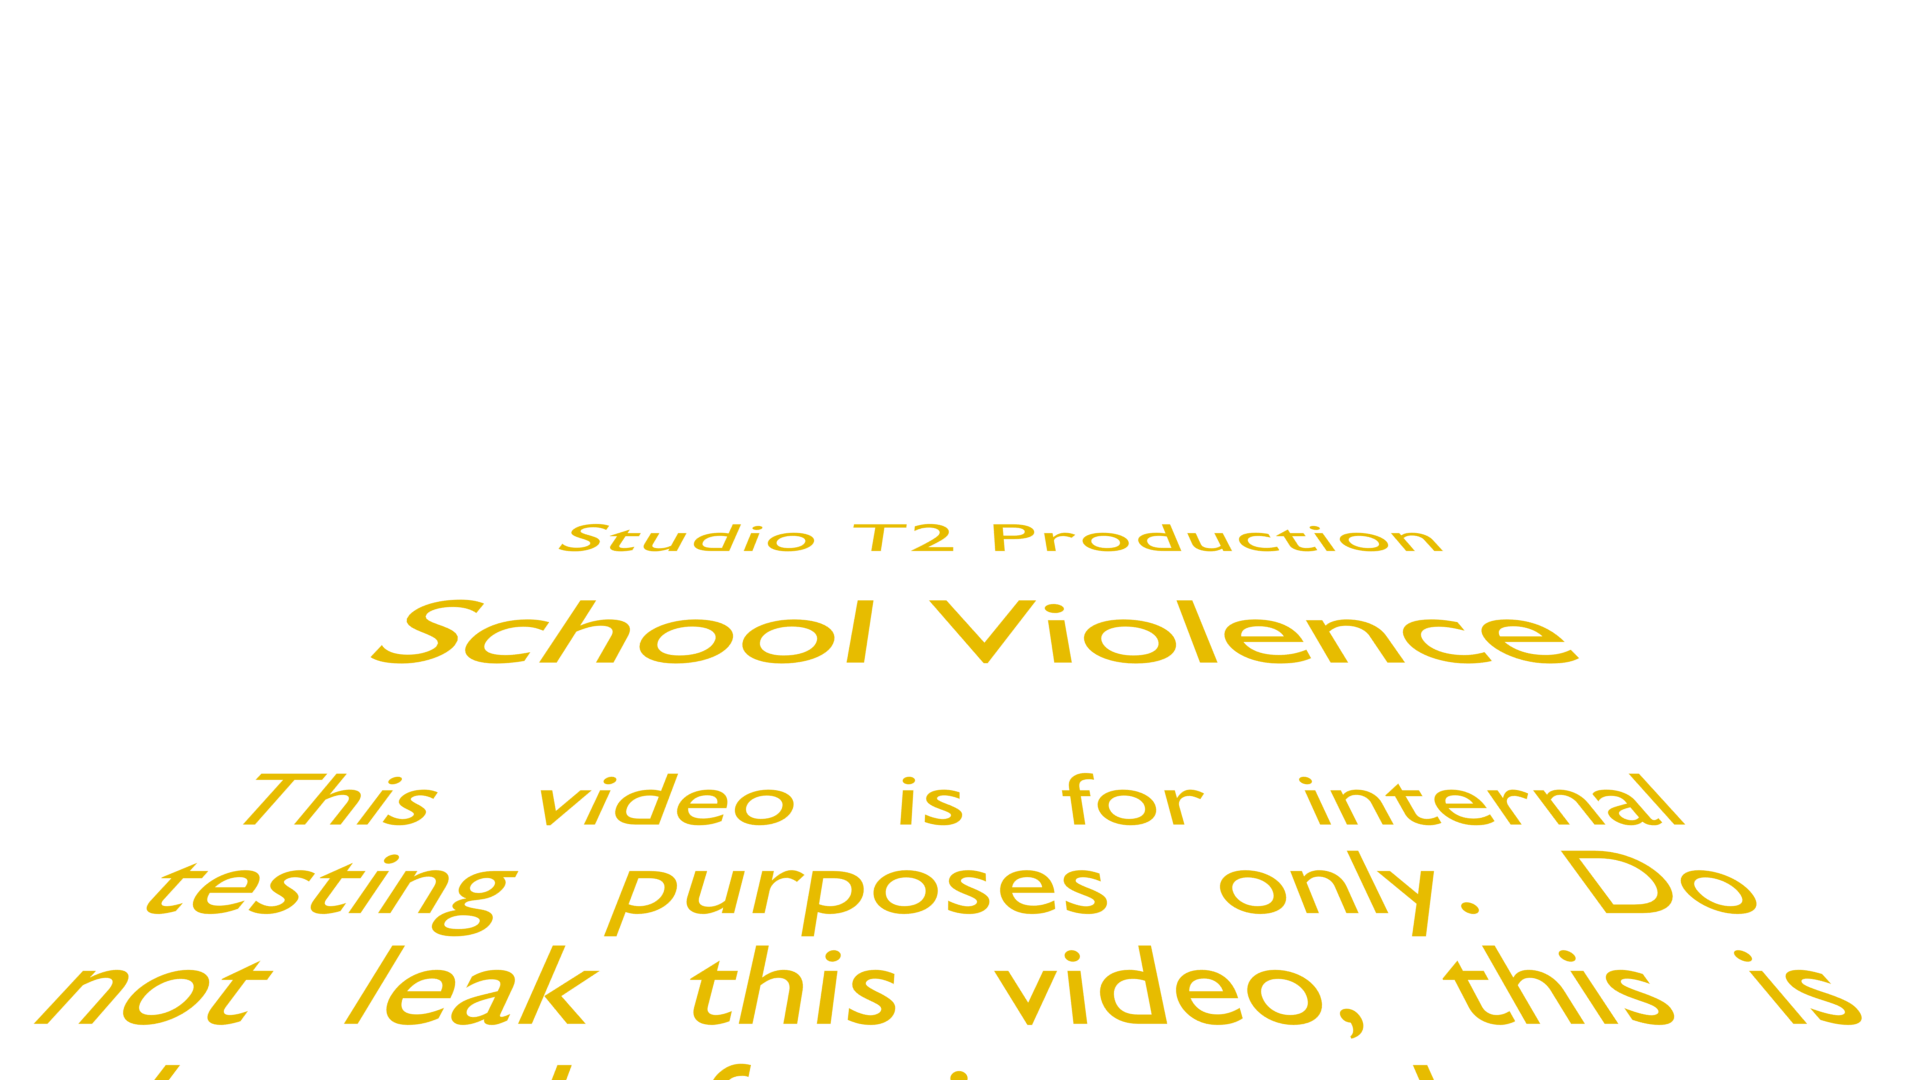 Studio T2 Production
School Violence
This video is for internal
testing purposes only. Do
not leak this video, this is